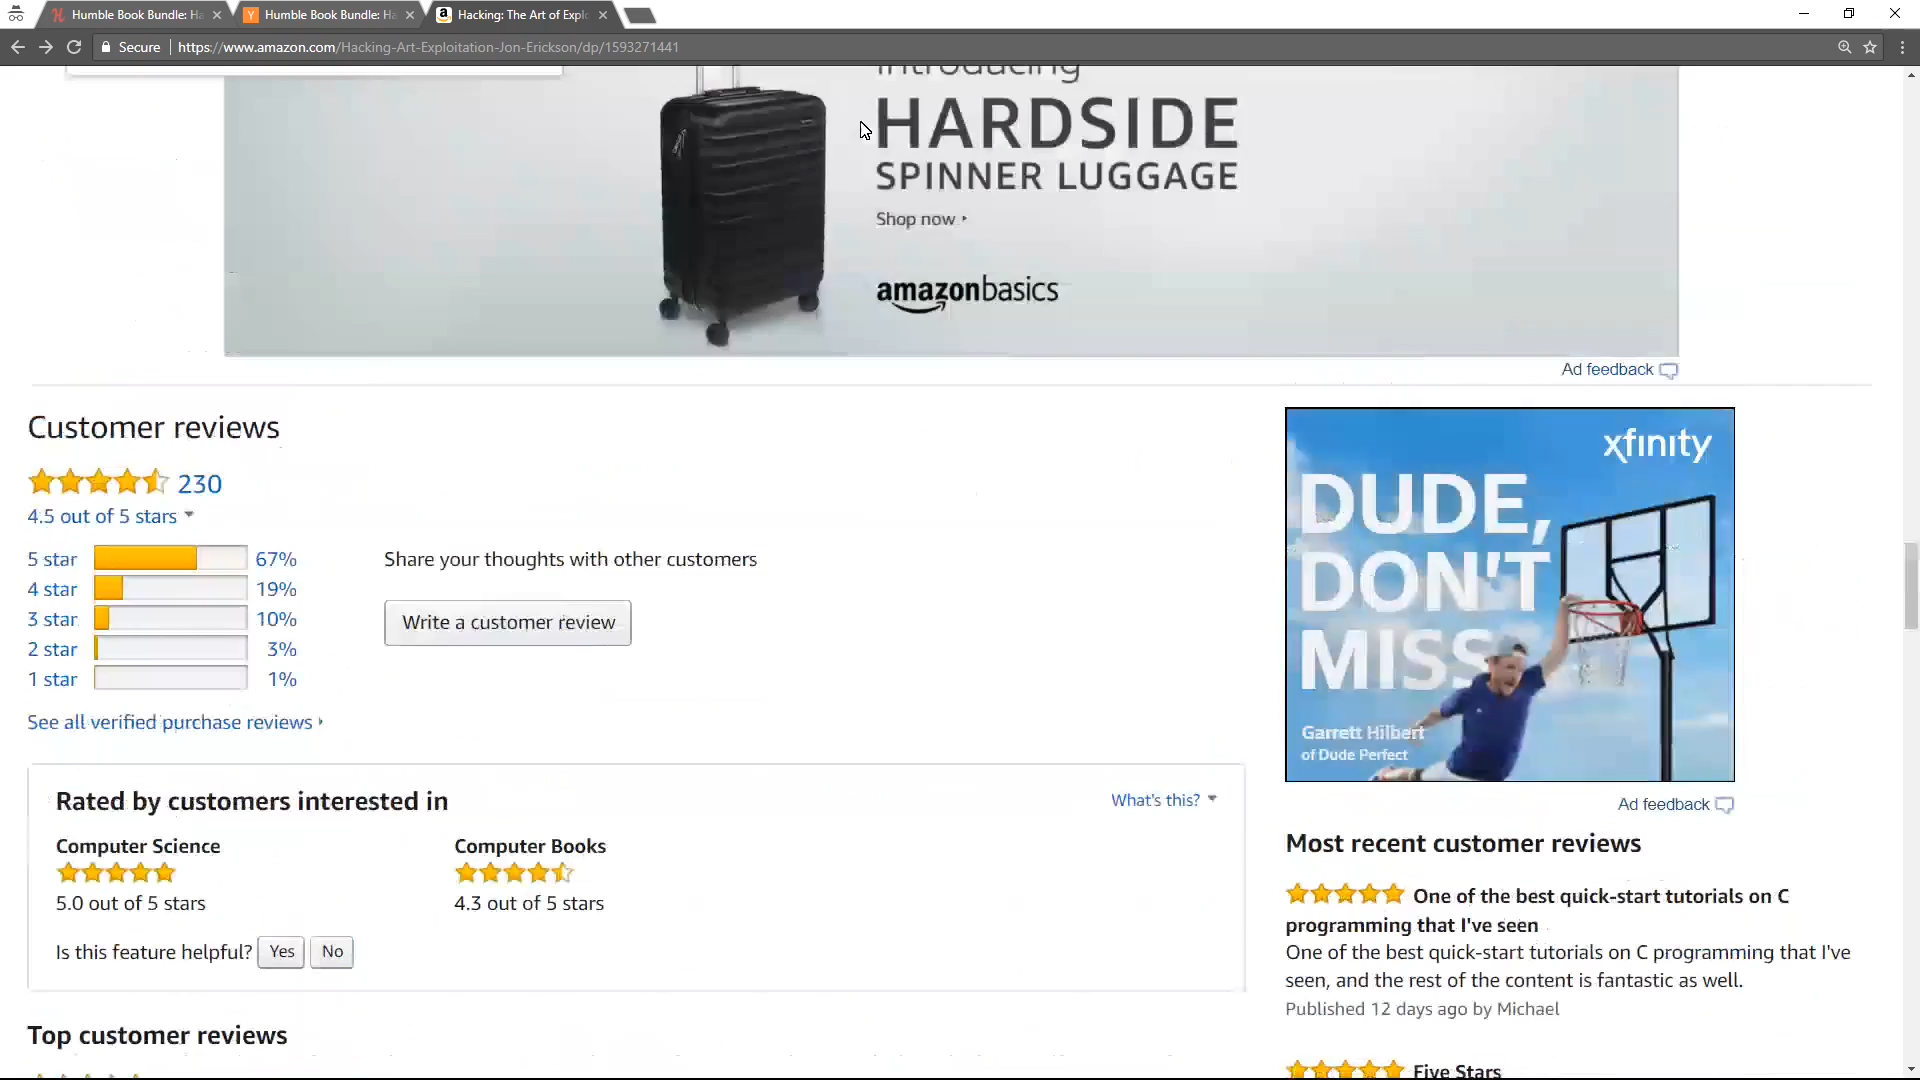 Humble Book Bundle: Ha
Humble Book Bundle: Ha
Hacking: The Art of Explo
Secure
https://www.amazon.com/Hacking-Art-Exploitation-Jon-Erickson/dp/1593271441
Introducing
HARDSIDE
SPINNER LUGGAGE
Shop now
amazonbasics
Ad feedback
Customer reviews
230
4.5 out of 5 stars
5 star 67%
4 star 19%
3 star 10%
2 star 3%
1 star 1%
Share your thoughts with other customers
Write a customer review
See all verified purchase reviews
xfinity
DUDE,
DON'T
MISS
Garrett Hilbert
of Dude Perfect
Ad feedback
Rated by customers interested in
What's this?
Computer Science
5.0 out of 5 stars
Computer Books
4.3 out of 5 stars
Is this feature helpful? Yes No
Most recent customer reviews
One of the best quick-start tutorials on C
programming that I've seen
One of the best quick-start tutorials on C programming that I've
seen, and the rest of the content is fantastic as well.
Published 12 days ago by Michael
Five Stars
Top customer reviews